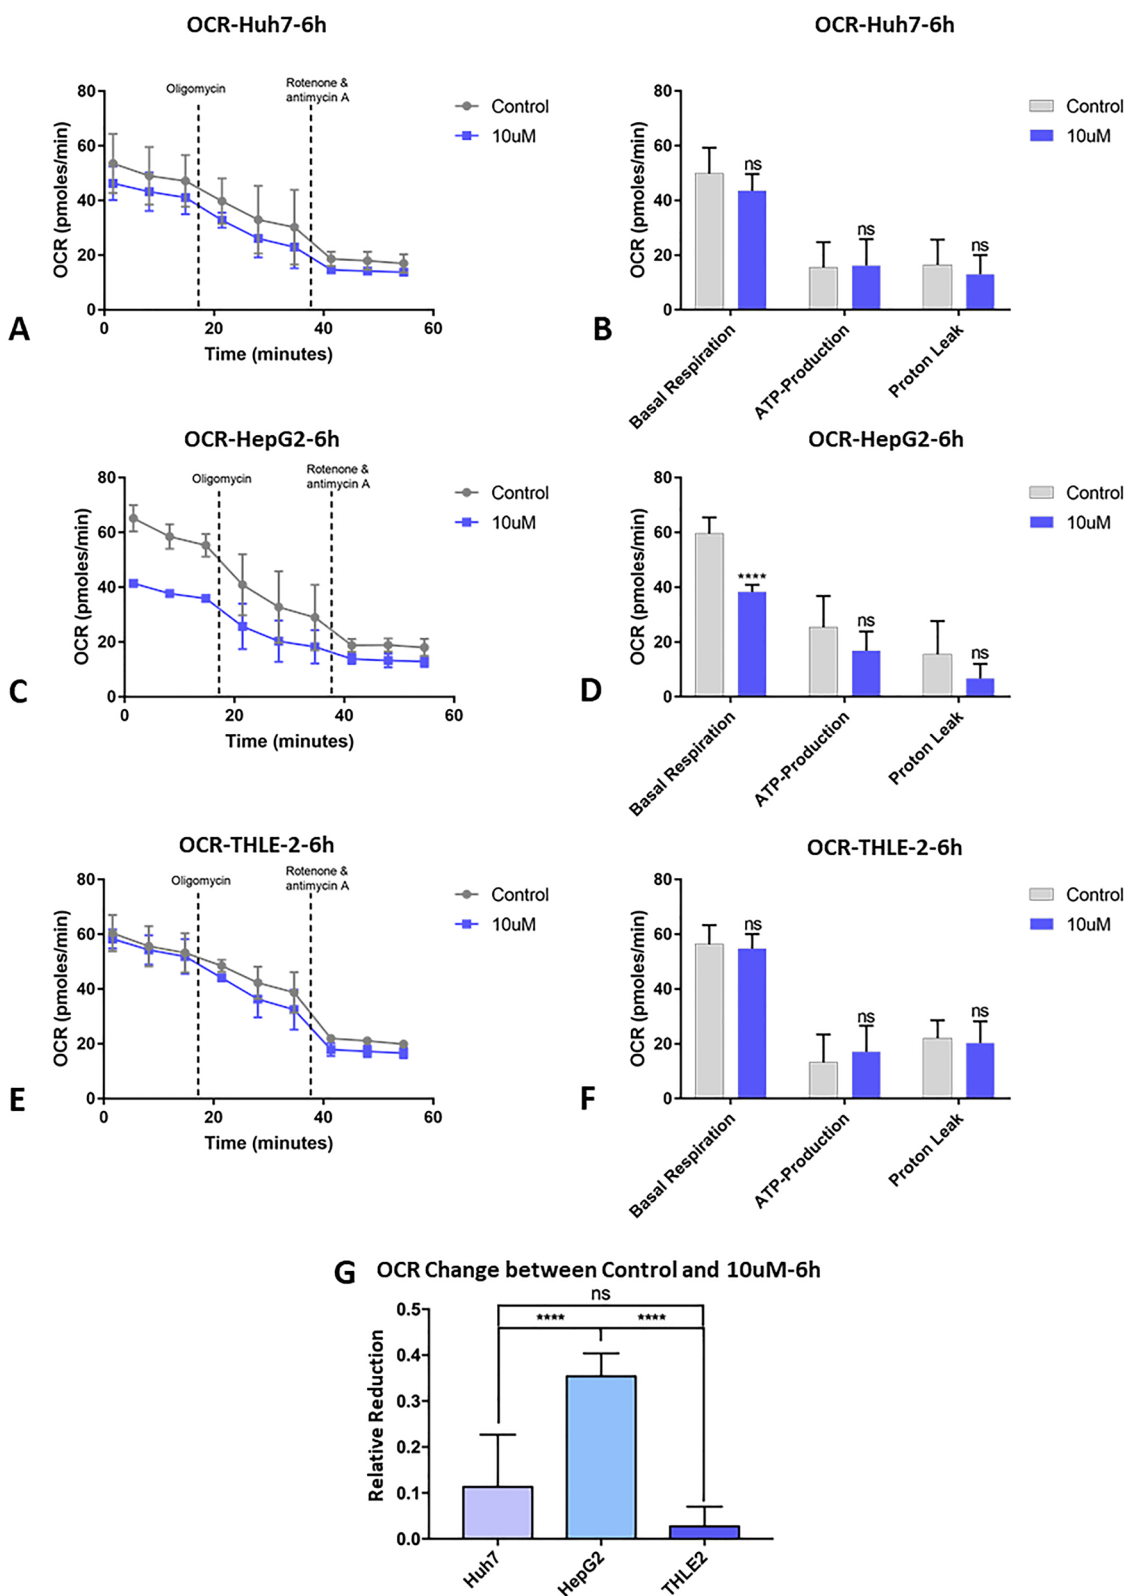 OCR-Huh7-6h
Oligomycin
Rotenone &
antimycin A
80
60
40
20
0
OCR (pmoles/min)
0 20 40 60
Time (minutes)
Control
10uM
A
OCR-Huh7-6h
80
60
40
20
0
OCR (pmoles/min)
ns
ns
ns
Basal Respiration
ATP-Production
Proton Leak
Control
10uM
B
OCR-HepG2-6h
Oligomycin
Rotenone &
antimycin A
80
60
40
20
0
OCR (pmoles/min)
0 20 40 60
Time (minutes)
Control
10uM
C
OCR-HepG2-6h
80
60
40
20
0
OCR (pmoles/min)
****
ns
ns
Basal Respiration
ATP-Production
Proton Leak
Control
10uM
D
OCR-THLE-2-6h
Oligomycin
Rotenone &
antimycin A
80
60
40
20
0
OCR (pmoles/min)
0 20 40 60
Time (minutes)
Control
10uM
E
OCR-THLE-2-6h
80
60
40
20
0
OCR (pmoles/min)
ns
ns
ns
Basal Respiration
ATP-Production
Proton Leak
Control
10uM
F
G OCR Change between Control and 10uM-6h
ns
**** ****
0.5
0.4
0.3
0.2
0.1
0.0
Relative Reduction
Huh7
HepG2
THLE2